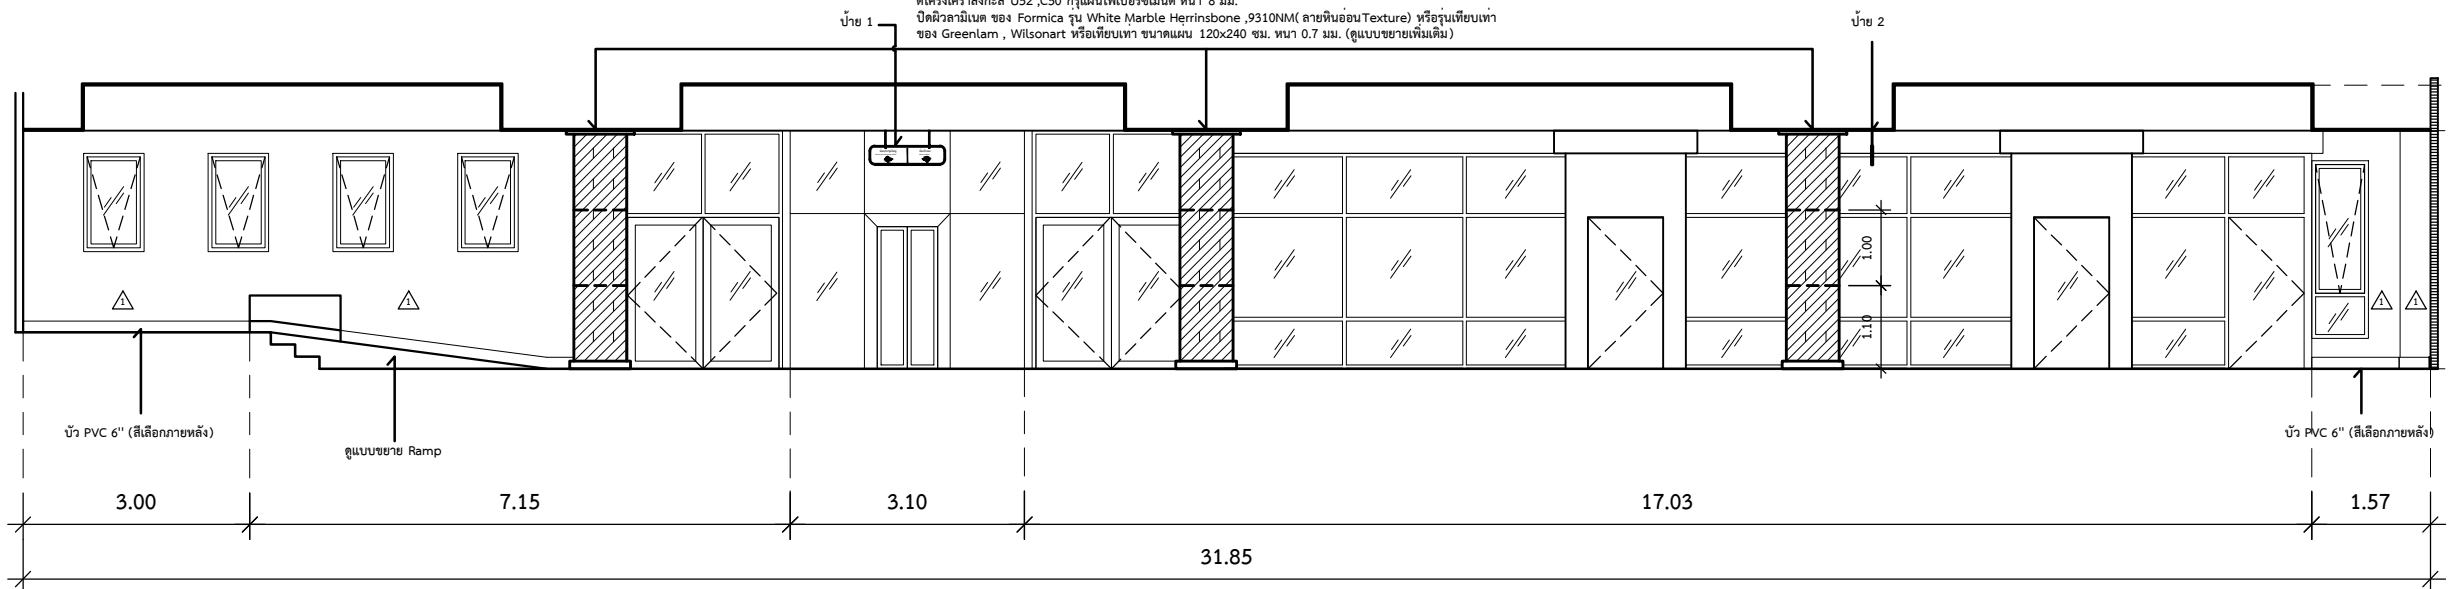 ป้าย 1
ปิดผิวลามิเนต ของ Formica รุ่น White Marble Herrinsbone ,9310NM( ลายหินอ่อนTexture) หรือรุ่นเทียบเท่า
ของ Greenlam , Wilsonart หรือเทียบเท่า ขนาดแผ่น 120x240 ซม. หนา 0.7 มม. (ดูแบบขยายเพิ่มเติม)
ป้าย 2
1.00
1.10
1
1
1
1
บัว PVC 6" (สีเลือกภายหลัง)
ดูแบบขยาย Ramp
บัว PVC 6" (สีเลือกภายหลัง)
3.00
7.15
3.10
17.03
1.57
31.85